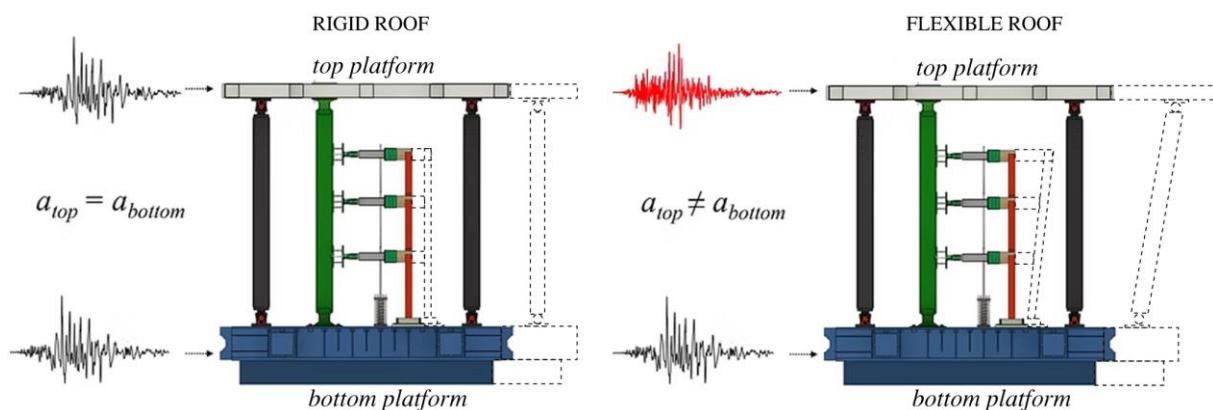 RIGID ROOF
top platform
a_top = a_bottom
bottom platform
FLEXIBLE ROOF
top platform
a_top ≠ a_bottom
bottom platform